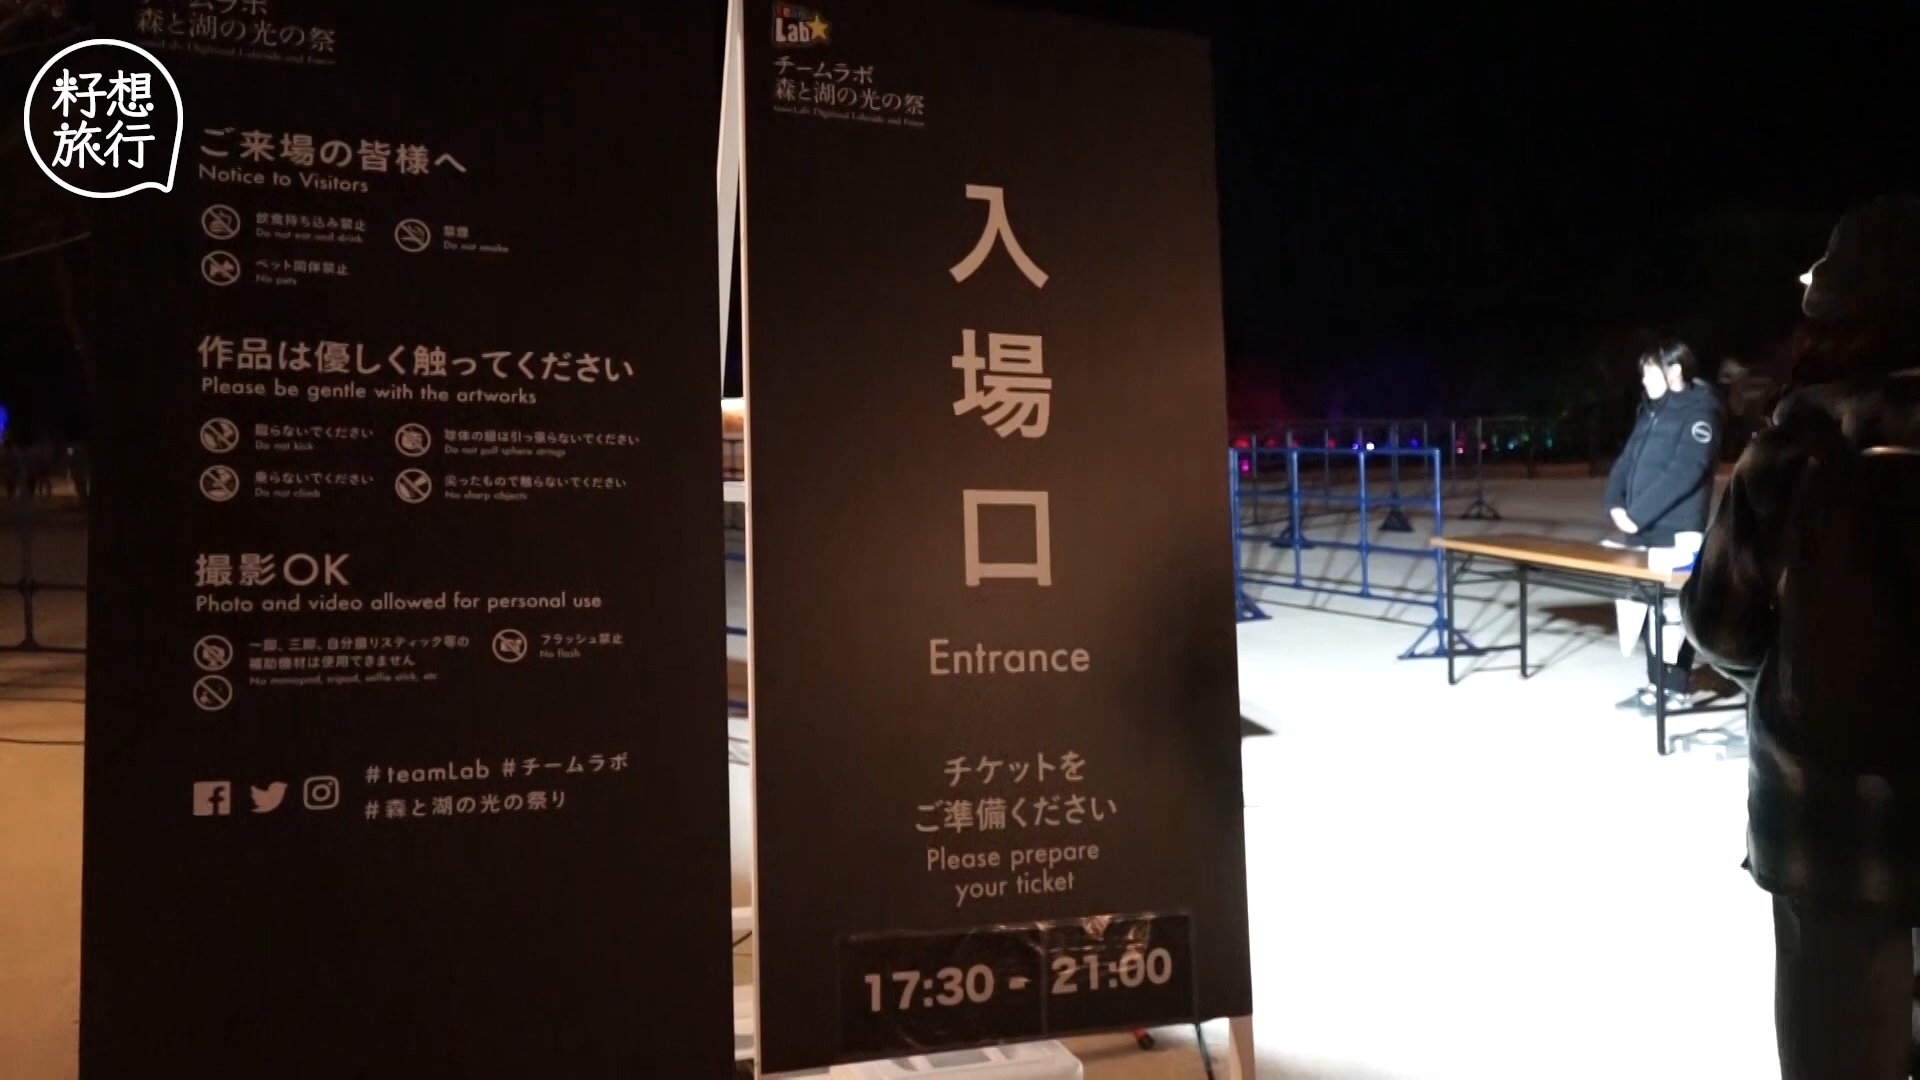 籽想
旅行
チームラボ
森と湖の光の祭
ご来場の皆様へ
Notice to Visitors
飲食持ち込み禁止
Do not eat and drink
禁煙
Do not smoke
ペット同伴禁止
No pets
作品は優しく触ってください
Please be gentle with the artworks
蹴らないでください
Do not kick
球体の紐は引っ張らないでください
Do not pull sphere strings
乗らないでください
Do not climb
尖ったもので触らないでください
No sharp objects
撮影OK
Photo and video allowed for personal use
一脚、三脚、自分撮りスティック等の
補助機材は使用できません
No monopod, tripod, selfie stick, etc
フラッシュ禁止
No flash
#teamLab #チームラボ
#森と湖の光の祭り
team
Lab
チームラボ
森と湖の光の祭
入場口
Entrance
チケットを
ご準備ください
Please prepare
your ticket
17:30 - 21:00